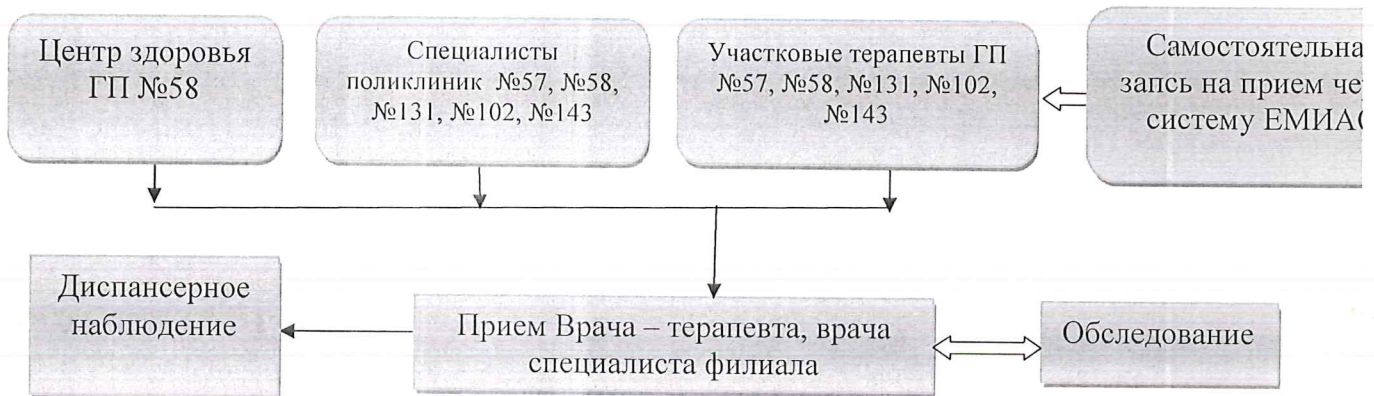 Центр здоровья
ГП №58
Специалисты
поликлиник №57, №58,
№131, №102, №143
Участковые терапевты ГП
№57, №58, №131, №102,
№143
Самостоятельна
запсь на прием че
систему ЕМИАС
Диспансерное
наблюдение
Прием Врача – терапевта, врача
специалиста филиала
Обследование